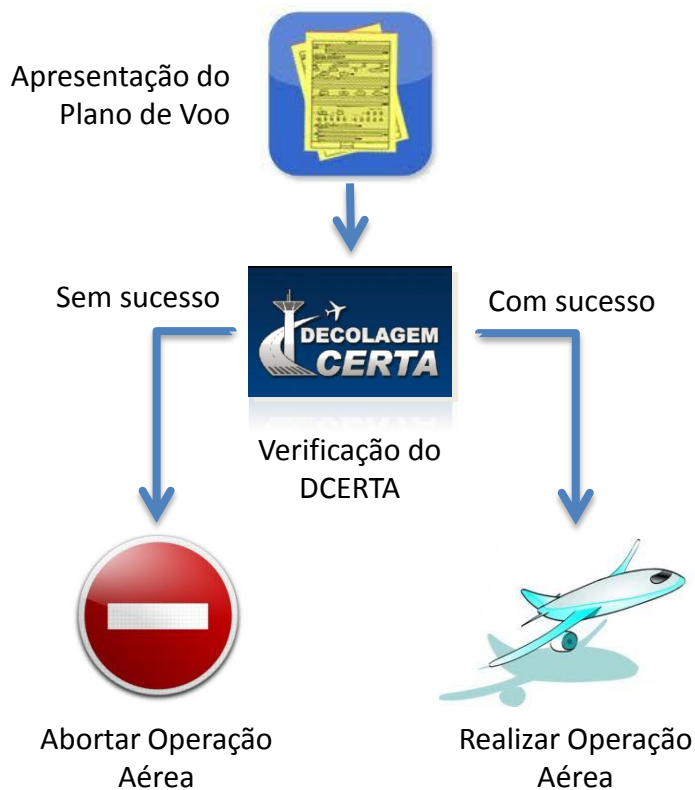 Apresentação do
Plano de Voo
Sem sucesso
DECOLAGEM
CERTA
Com sucesso
Verificação do
DCERTA
Abortar Operação
Aérea
Realizar Operação
Aérea